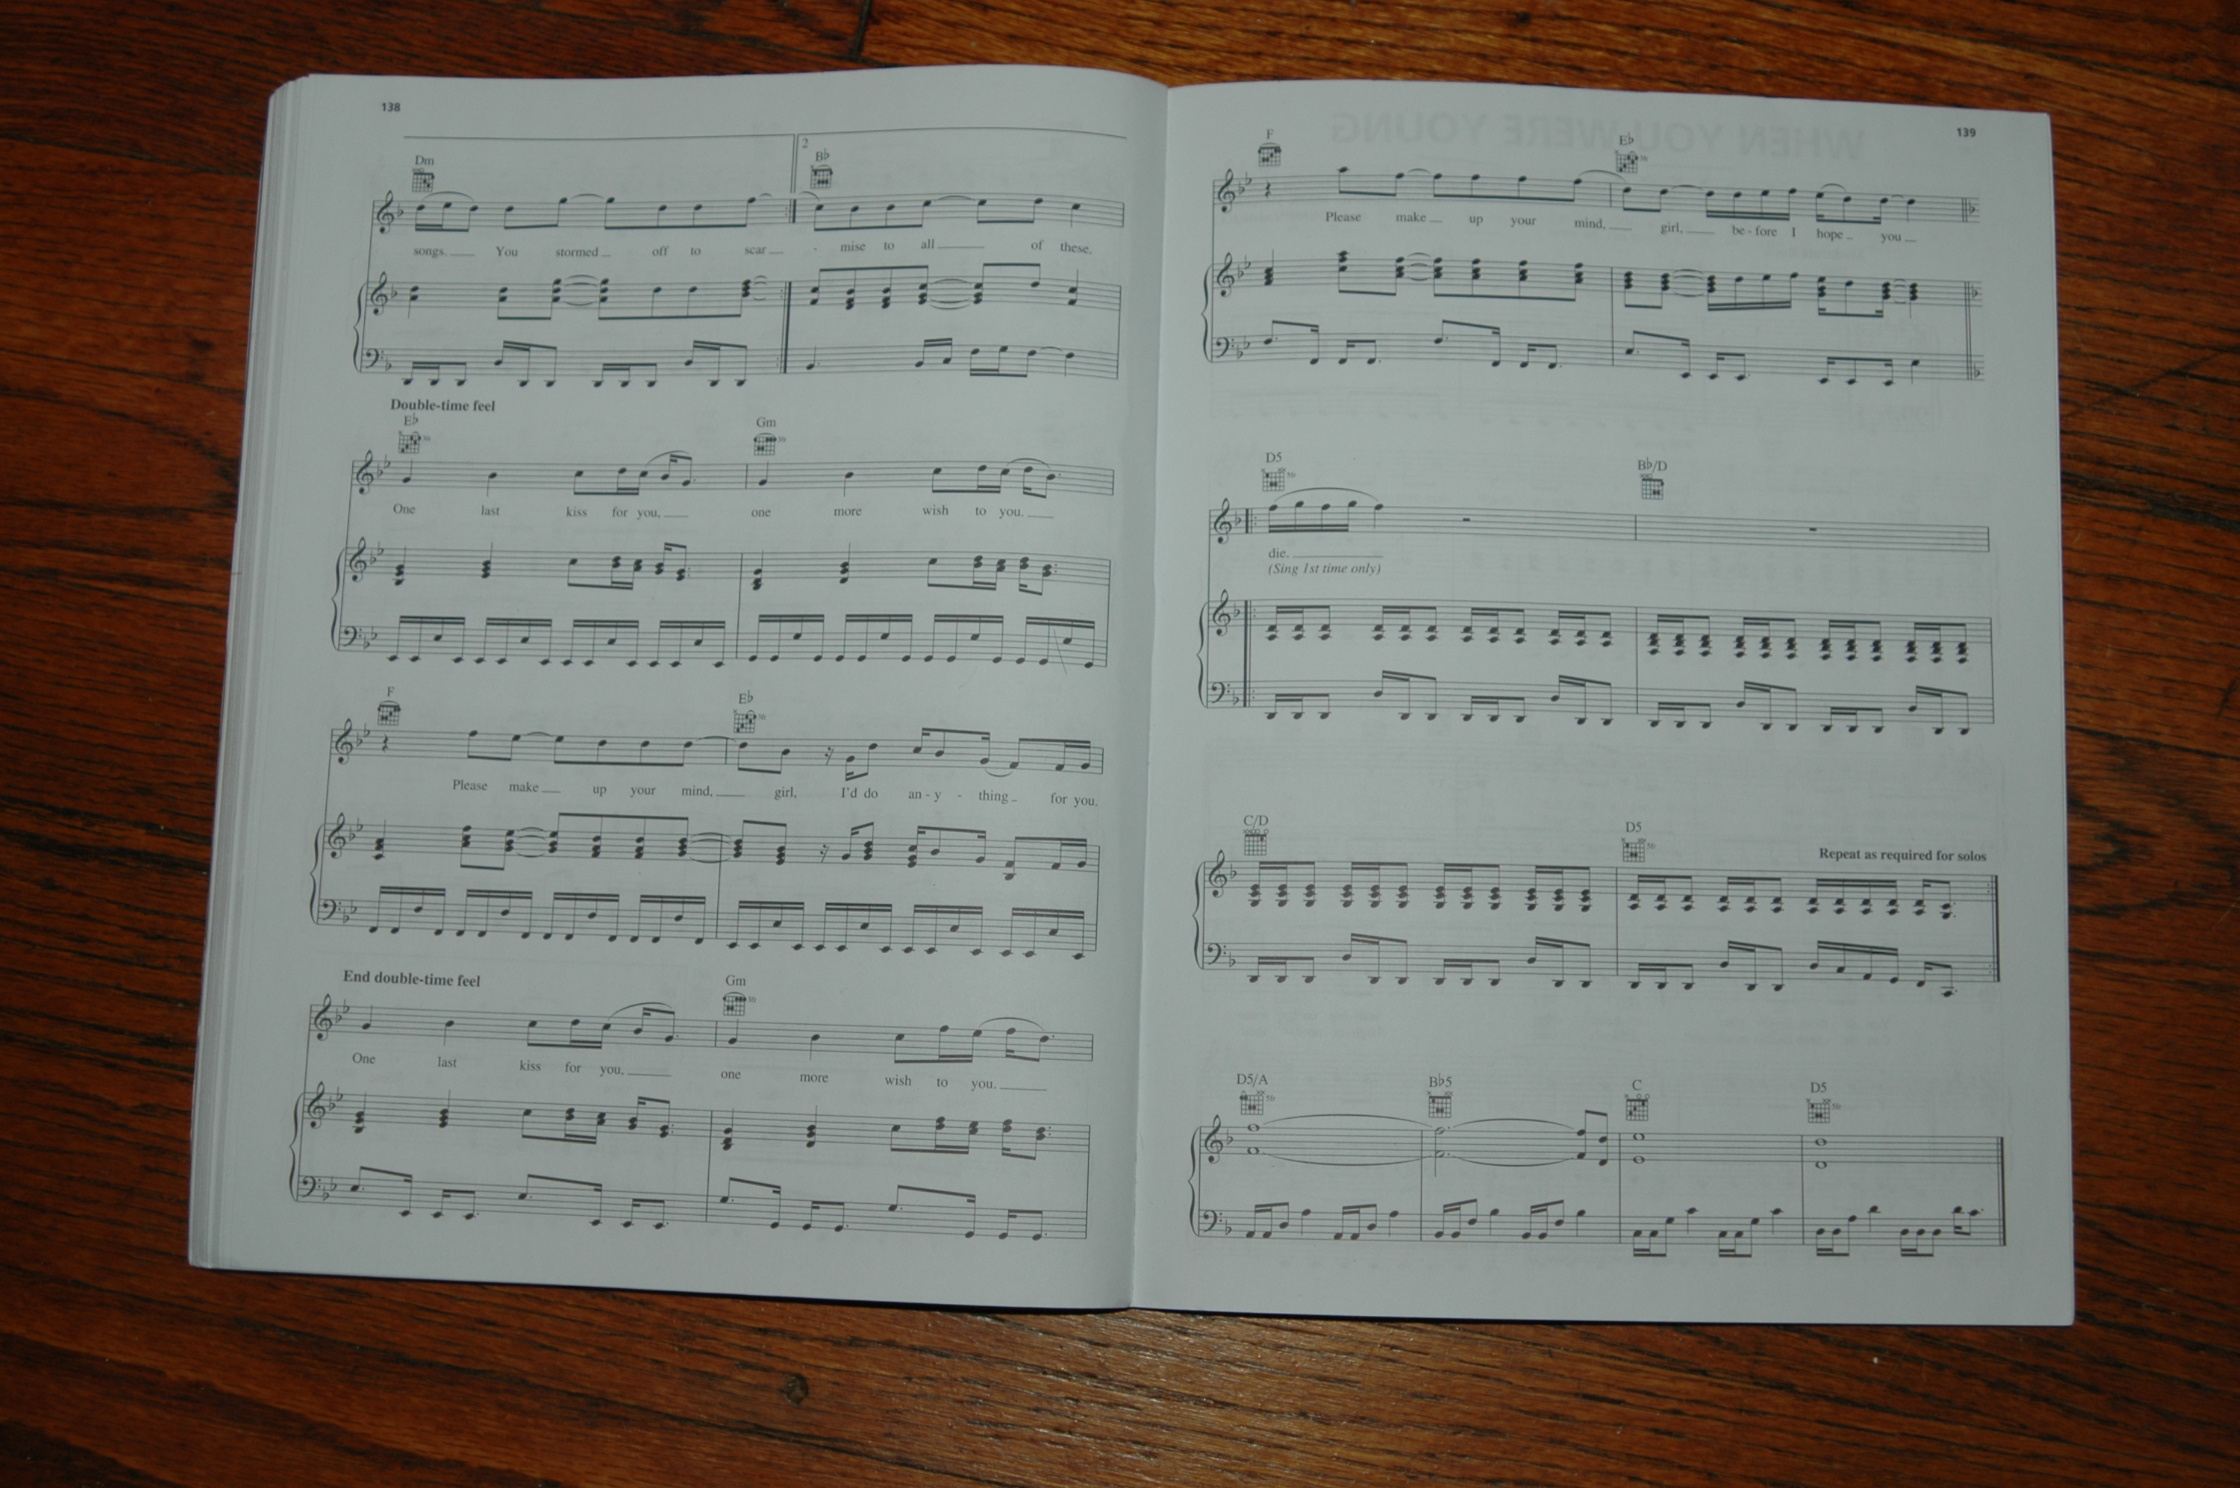 138
2
Dm B♭
songs. You stormed off to scar - mise to all of these,
Double-time feel
E♭ Gm
One last kiss for you, one more wish to you.
F E♭
Please make up your mind, girl, I'd do an - y - thing for you.
End double-time feel
Gm
One last kiss for you, one more wish to you.
139
F E♭
Please make up your mind, girl, be - fore I hope you
D5 B♭/D
die.
(Sing 1st time only)
Repeat as required for solos
C/D D5
D5/A B♭5 C D5